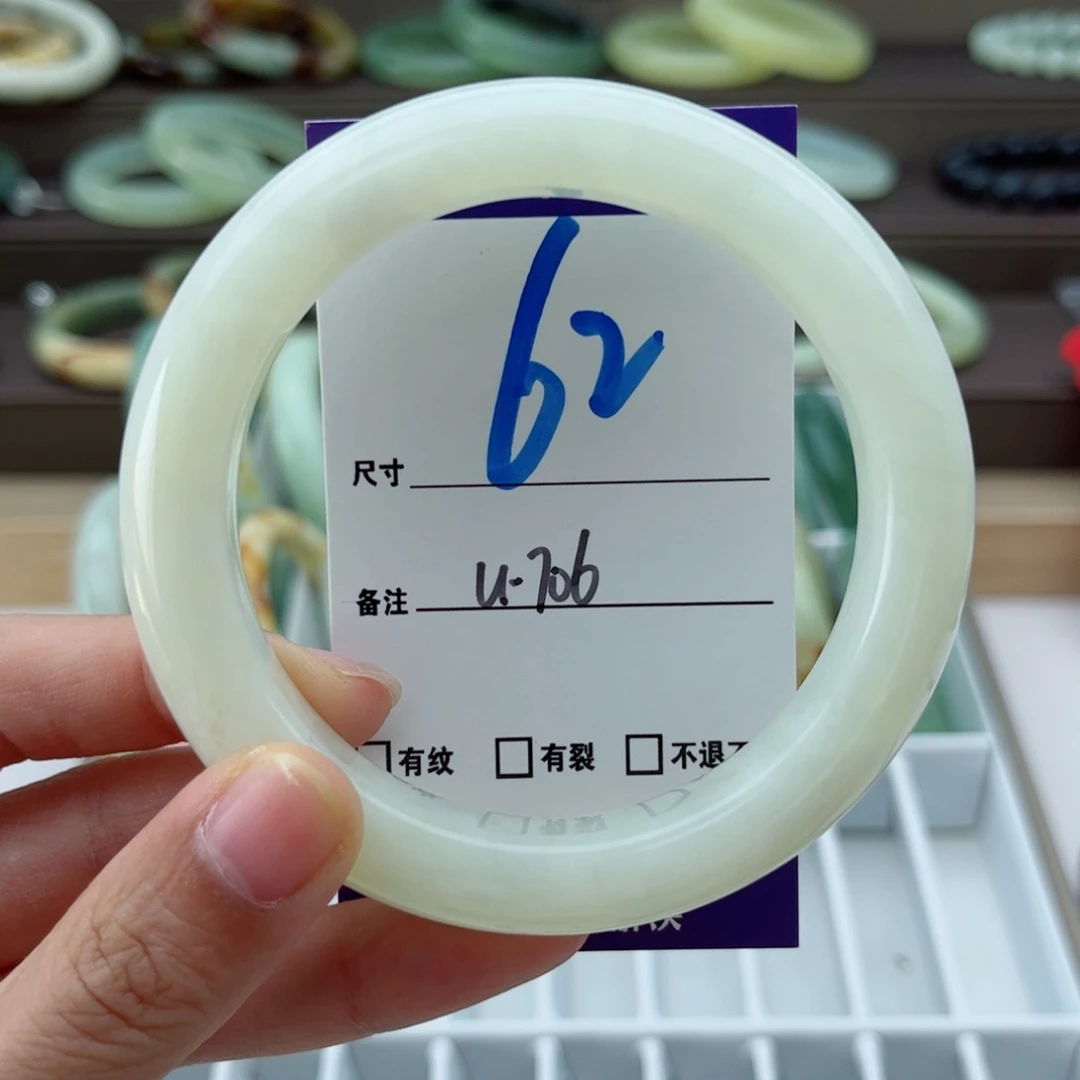 62
尺寸
备注 u.706
有纹 有裂 不退